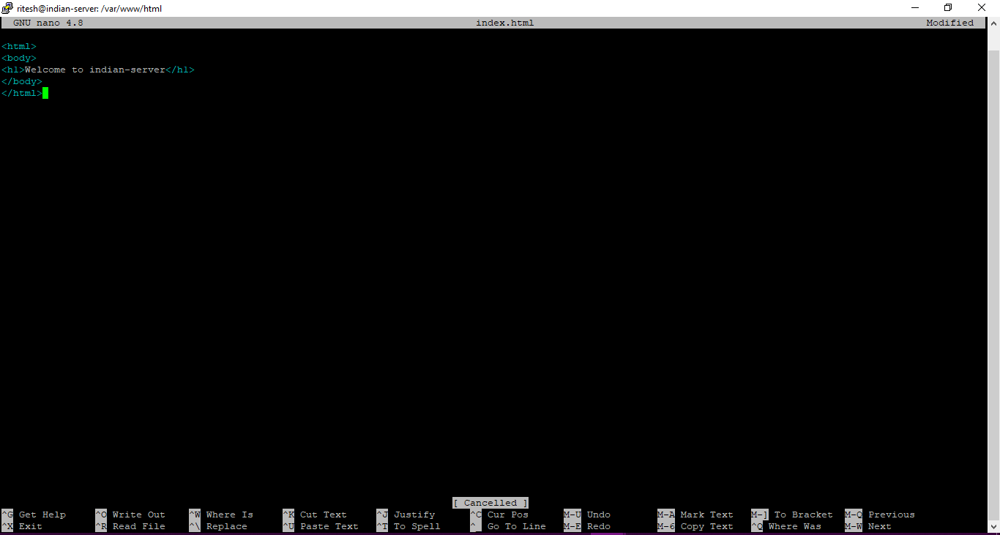 ritesh@indian-server: /var/www/html
GNU nano 4.8 index.html Modified
<html>
<body>
<h1>Welcome to indian-server</h1>
</body>
</html>
[ Cancelled ]
^G Get Help ^O Write Out ^W Where Is ^K Cut Text ^J Justify ^C Cur Pos M-U Undo M-A Mark Text M-] To Bracket M-Q Previous
^X Exit ^R Read File ^\ Replace ^U Paste Text ^T To Spell ^_ Go To Line M-E Redo M-6 Copy Text ^Q Where Was M-W Next